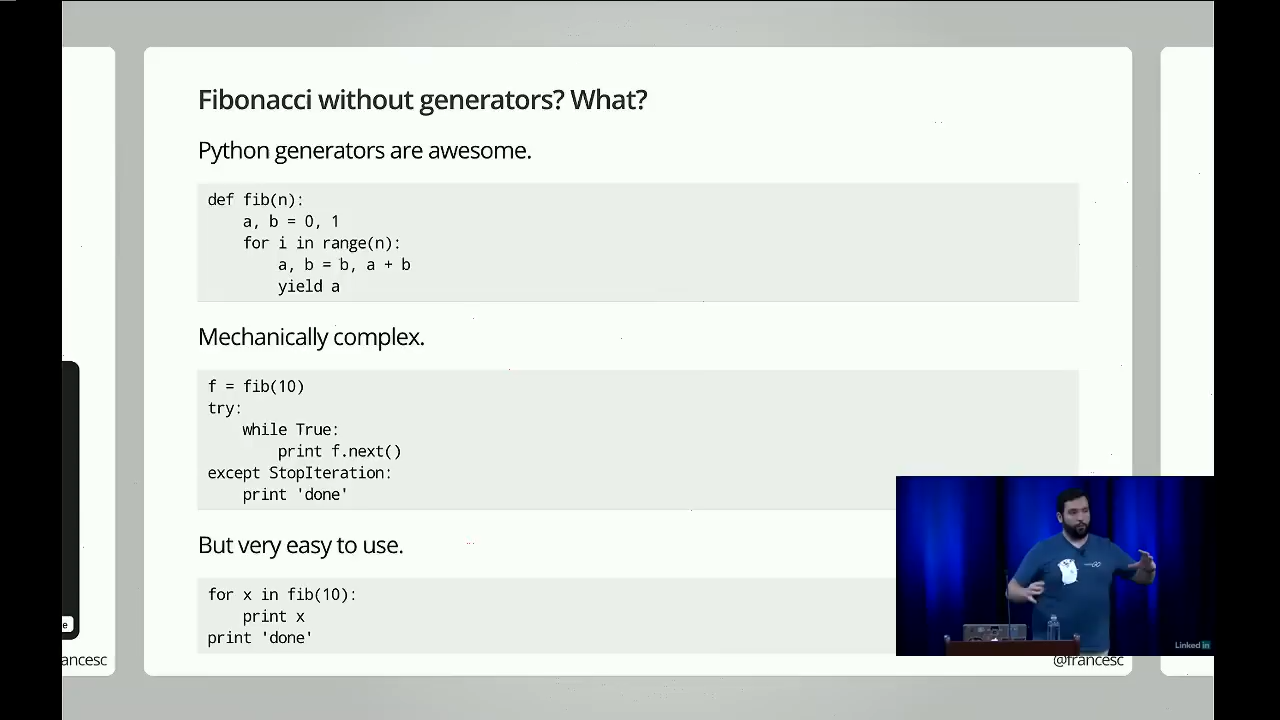 Fibonacci without generators? What?
Python generators are awesome.
def fib(n):
    a, b = 0, 1
    for i in range(n):
        a, b = b, a + b
        yield a
Mechanically complex.
f = fib(10)
try:
    while True:
        print f.next()
except StopIteration:
    print 'done'
But very easy to use.
for x in fib(10):
    print x
print 'done'
e
ancesc
@francesc
Linked in